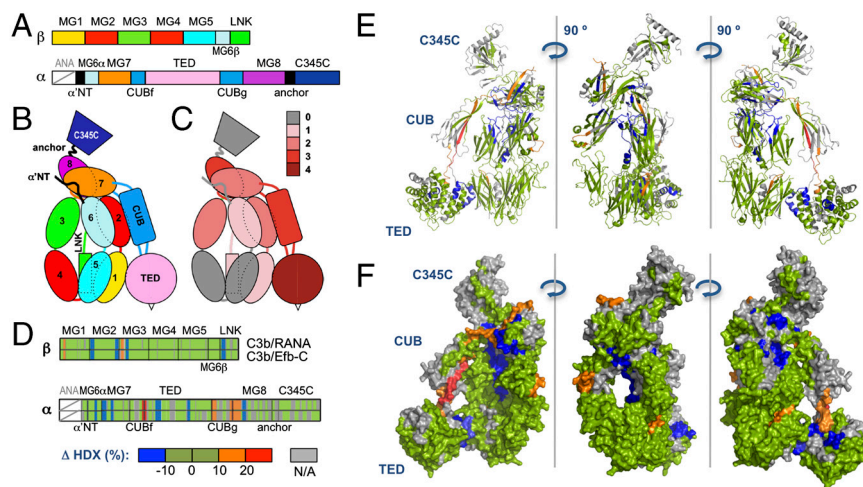 A
MG1 MG2 MG3 MG4 MG5 LNK
β
MG6β
ANA MG6α MG7 TED MG8 C345C
α
α'NT CUBf CUBg anchor
B
C345C
anchor
α'NT
8
7
3
6
2
CUB
LNK
4
5
1
TED
C
0
1
2
3
4
D
MG1 MG2 MG3 MG4 MG5 LNK
β
C3b/RANA
C3b/Efb-C
MG6β
ANA MG6α MG7 TED MG8 C345C
α
α'NT CUBf CUBg anchor
Δ HDX (%):
-10 0 10 20
N/A
E
90 º
90 º
C345C
CUB
TED
F
C345C
CUB
TED